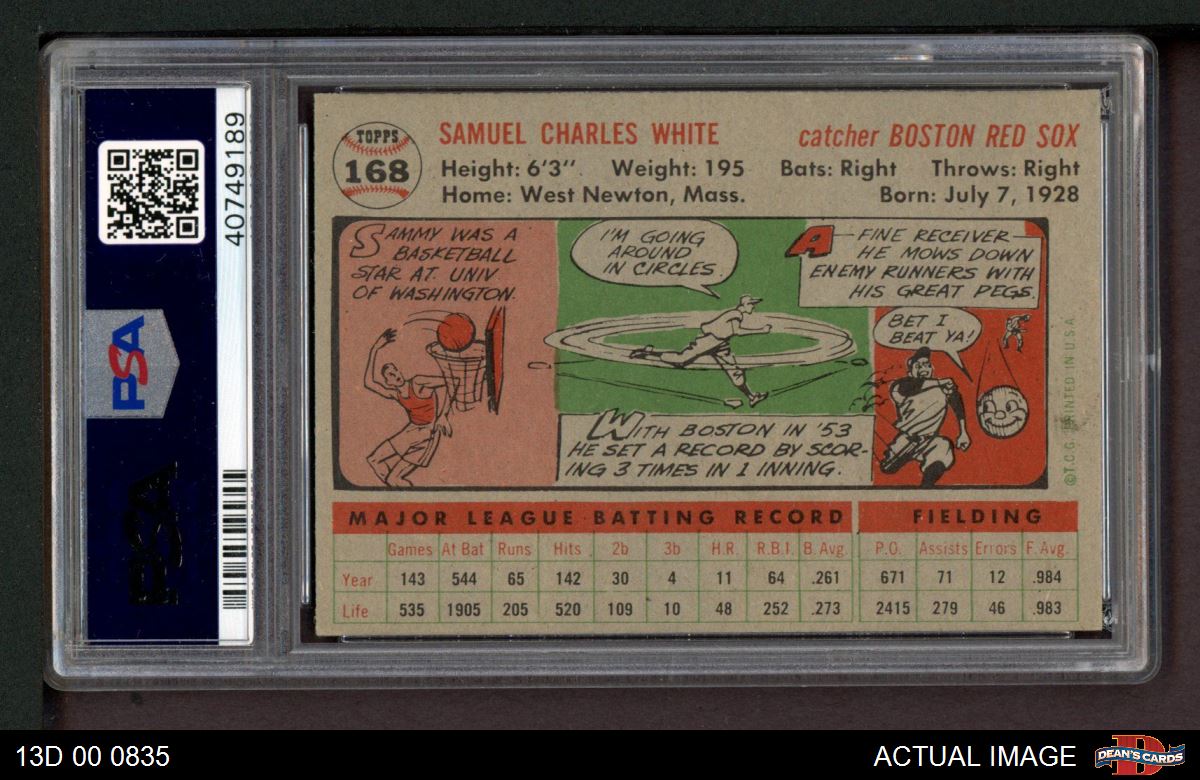 40749189
PSA
PSA
TOPPS
168
SAMUEL CHARLES WHITE
catcher BOSTON RED SOX
Height: 6'3". Weight: 195 Bats: Right Throws: Right
Home: West Newton, Mass. Born: July 7, 1928
SAMMY WAS A
BASKETBALL
STAR AT. UNIV
OF WASHINGTON.
I'M GOING
AROUND
IN CIRCLES
WITH BOSTON IN '53
HE SET A RECORD BY SCOR-
ING 3 TIMES IN 1 INNING.
A FINE RECEIVER
HE MOWS DOWN
ENEMY RUNNERS WITH
HIS GREAT PEGS.
BET I
BEAT YA!
©T.C.G. PRINTED IN U.S.A
MAJOR LEAGUE BATTING RECORD FIELDING
Games At Bat Runs Hits 2b 3b H.R. R.B.I. B. Avg. P.O. Assists Errors F. Avg.
Year 143 544 65 142 30 4 11 64 .261 671 71 12 .984
Life 535 1905 205 520 109 10 48 252 .273 2415 279 46 .983
13D 00 0835
ACTUAL IMAGE
D
DEAN'S CARDS